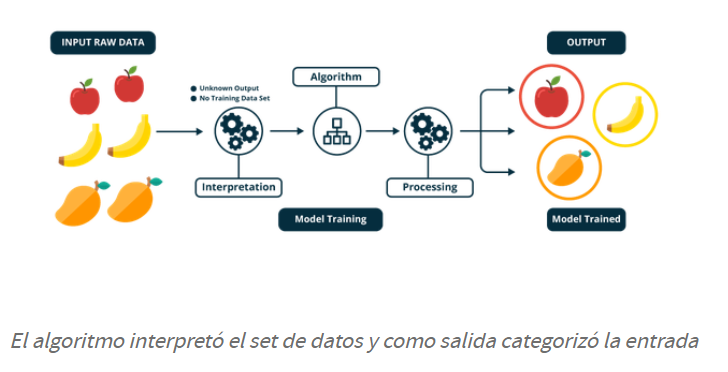 INPUT RAW DATA
OUTPUT
Algorithm
Unknown Output
No Training Data Set
Interpretation
Processing
Model Training
Model Trained
El algoritmo interpretó el set de datos y como salida categorizó la entrada